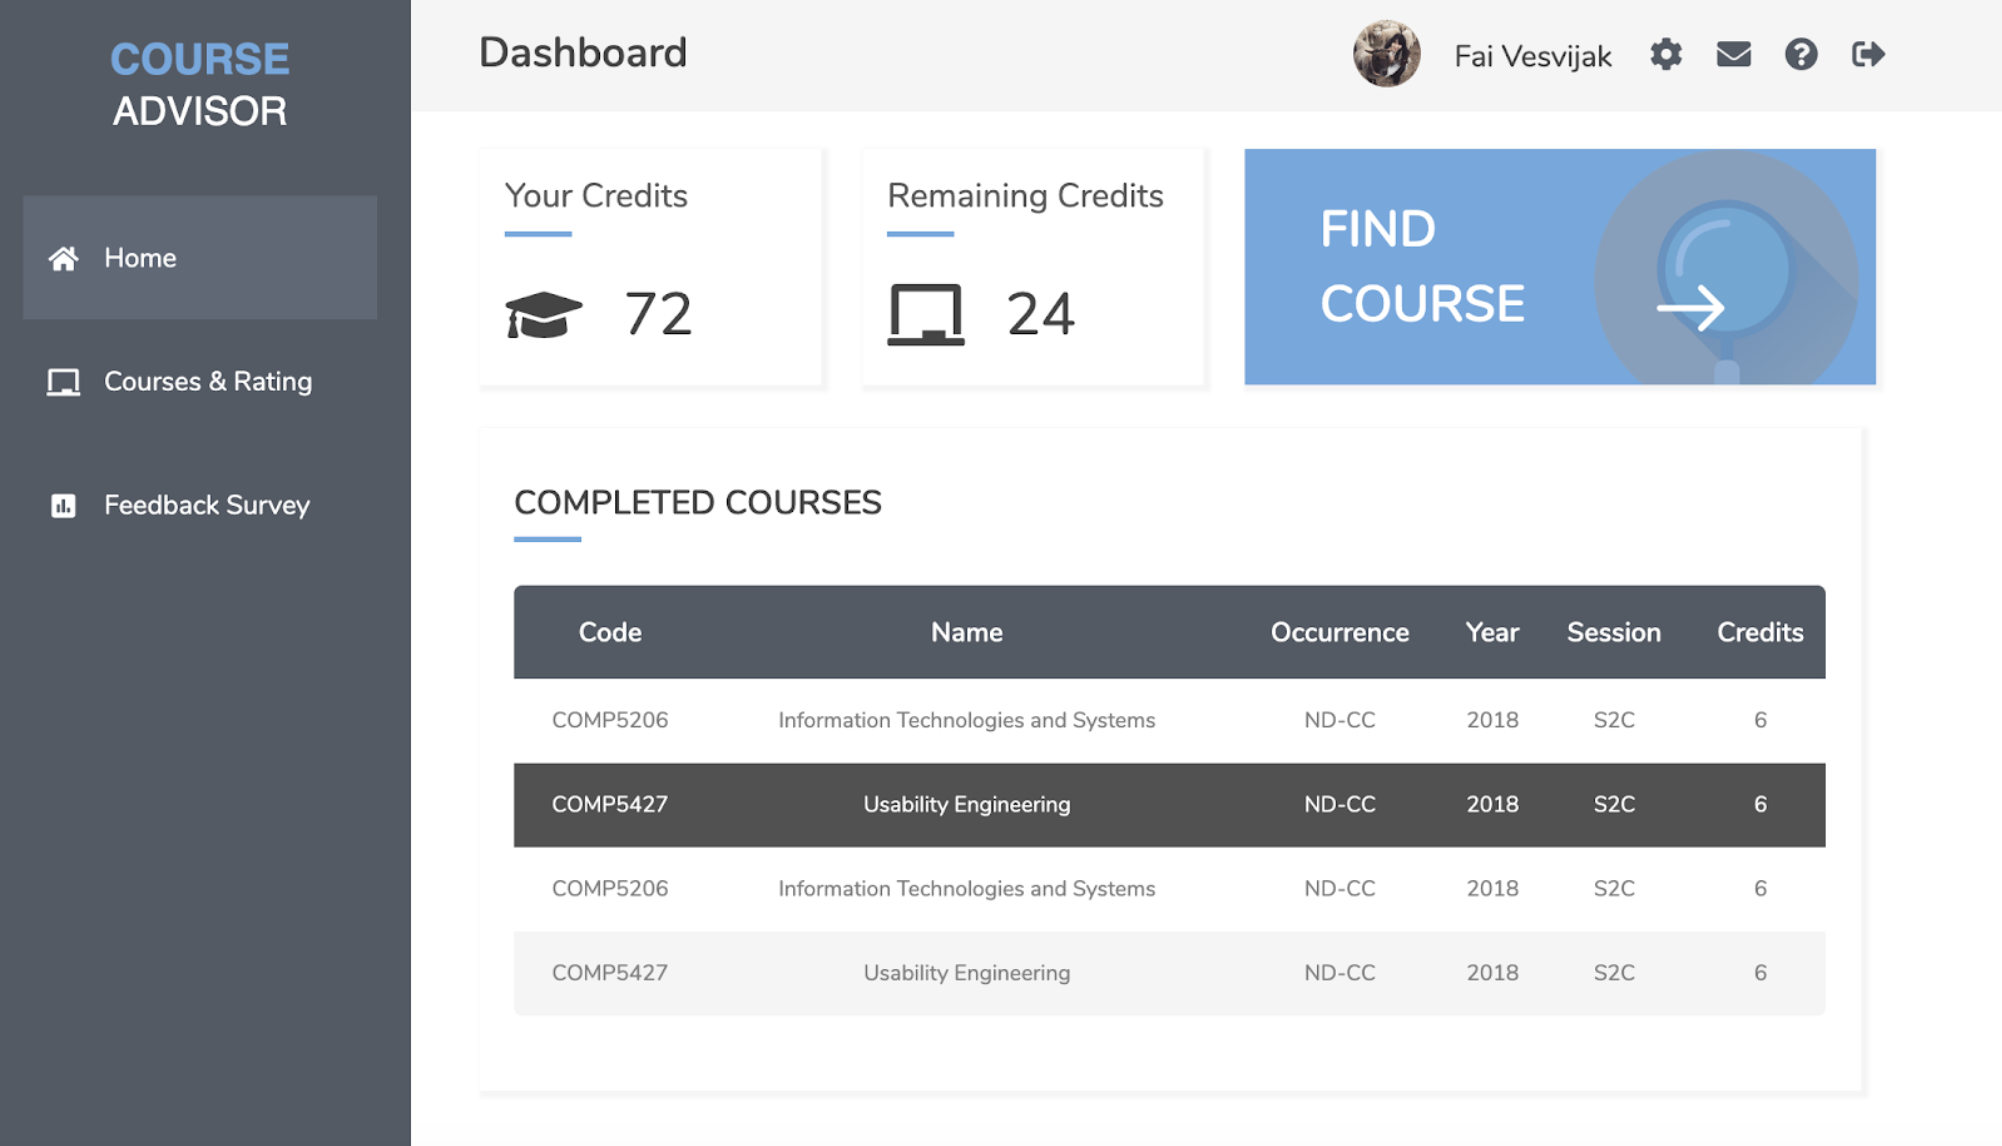 COURSE
ADVISOR
Home
Courses & Rating
Feedback Survey
Dashboard
Fai Vesvijak
Your Credits
72
Remaining Credits
24
FIND
COURSE
COMPLETED COURSES
Code Name Occurrence Year Session Credits
COMP5206 Information Technologies and Systems ND-CC 2018 S2C 6
COMP5427 Usability Engineering ND-CC 2018 S2C 6
COMP5206 Information Technologies and Systems ND-CC 2018 S2C 6
COMP5427 Usability Engineering ND-CC 2018 S2C 6